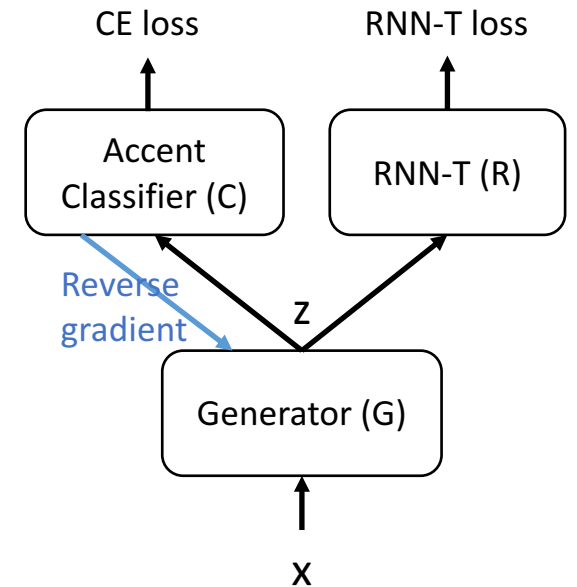 CE loss
RNN-T loss
Accent
Classifier (C)
RNN-T (R)
Reverse
gradient
z
Generator (G)
x